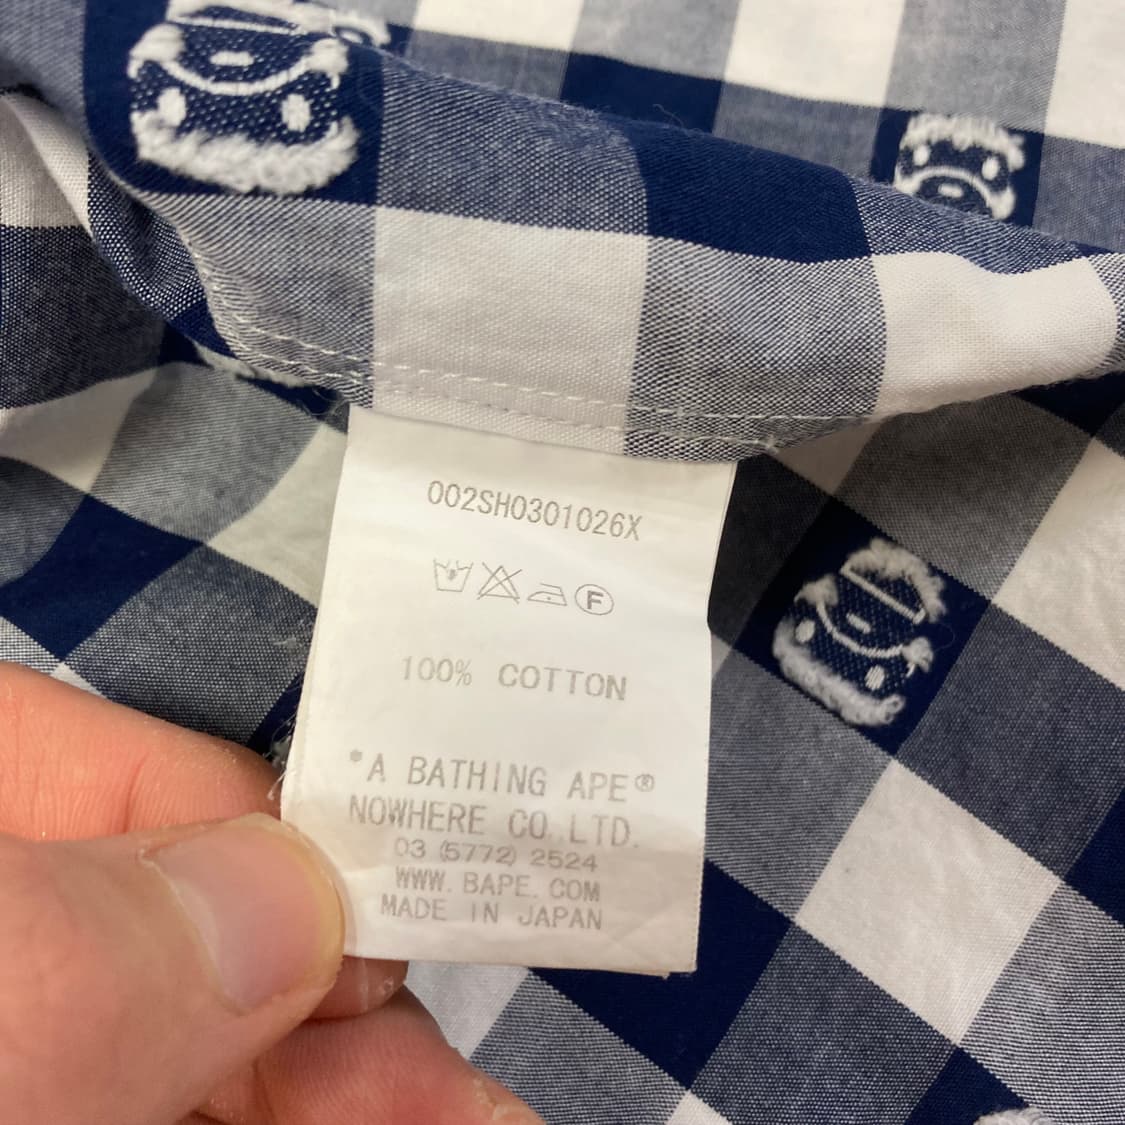 002SH0301026X
F
100% COTTON
*A BATHING APE®
NOWHERE CO.,LTD.
03 (5772) 2524
WWW. BAPE. COM
MADE IN JAPAN